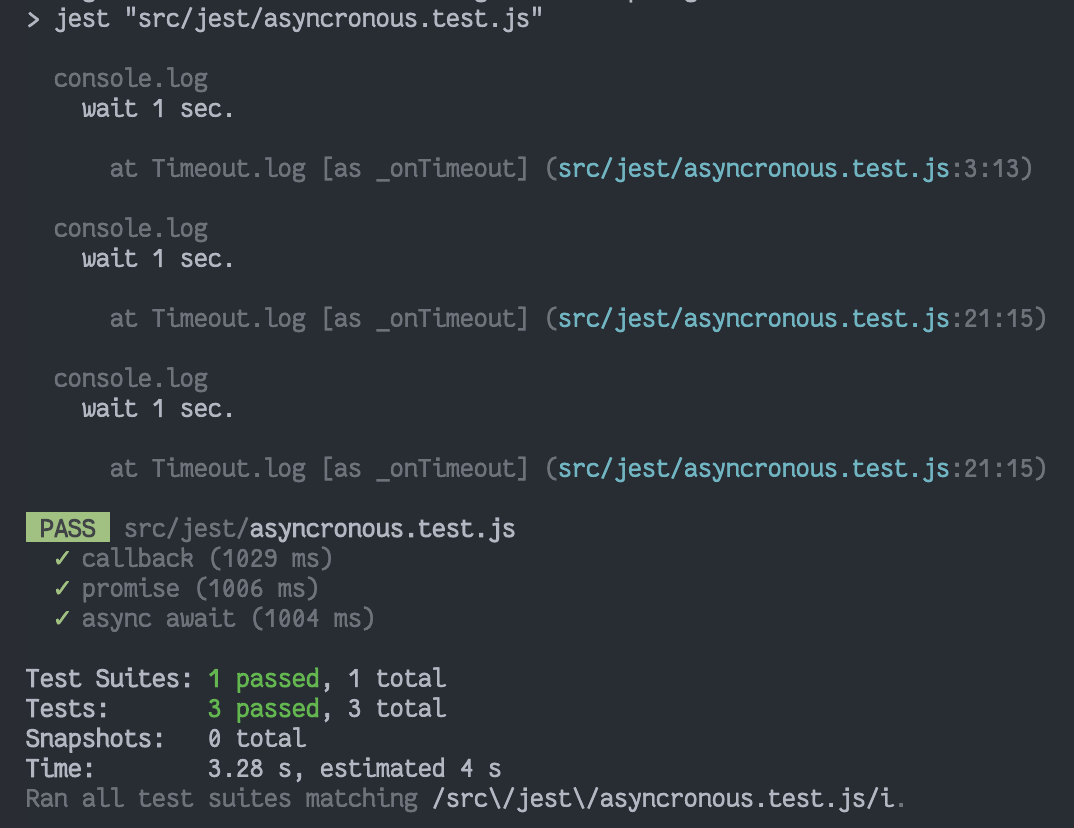 > jest "src/jest/asyncronous.test.js"
console.log
wait 1 sec.
at Timeout.log [as _onTimeout] (src/jest/asyncronous.test.js:3:13)
console.log
wait 1 sec.
at Timeout.log [as _onTimeout] (src/jest/asyncronous.test.js:21:15)
console.log
wait 1 sec.
at Timeout.log [as _onTimeout] (src/jest/asyncronous.test.js:21:15)
PASS src/jest/asyncronous.test.js
✓ callback (1029 ms)
✓ promise (1006 ms)
✓ async await (1004 ms)
Test Suites: 1 passed, 1 total
Tests: 3 passed, 3 total
Snapshots: 0 total
Time: 3.28 s, estimated 4 s
Ran all test suites matching /src\/jest\/asyncronous.test.js/i.